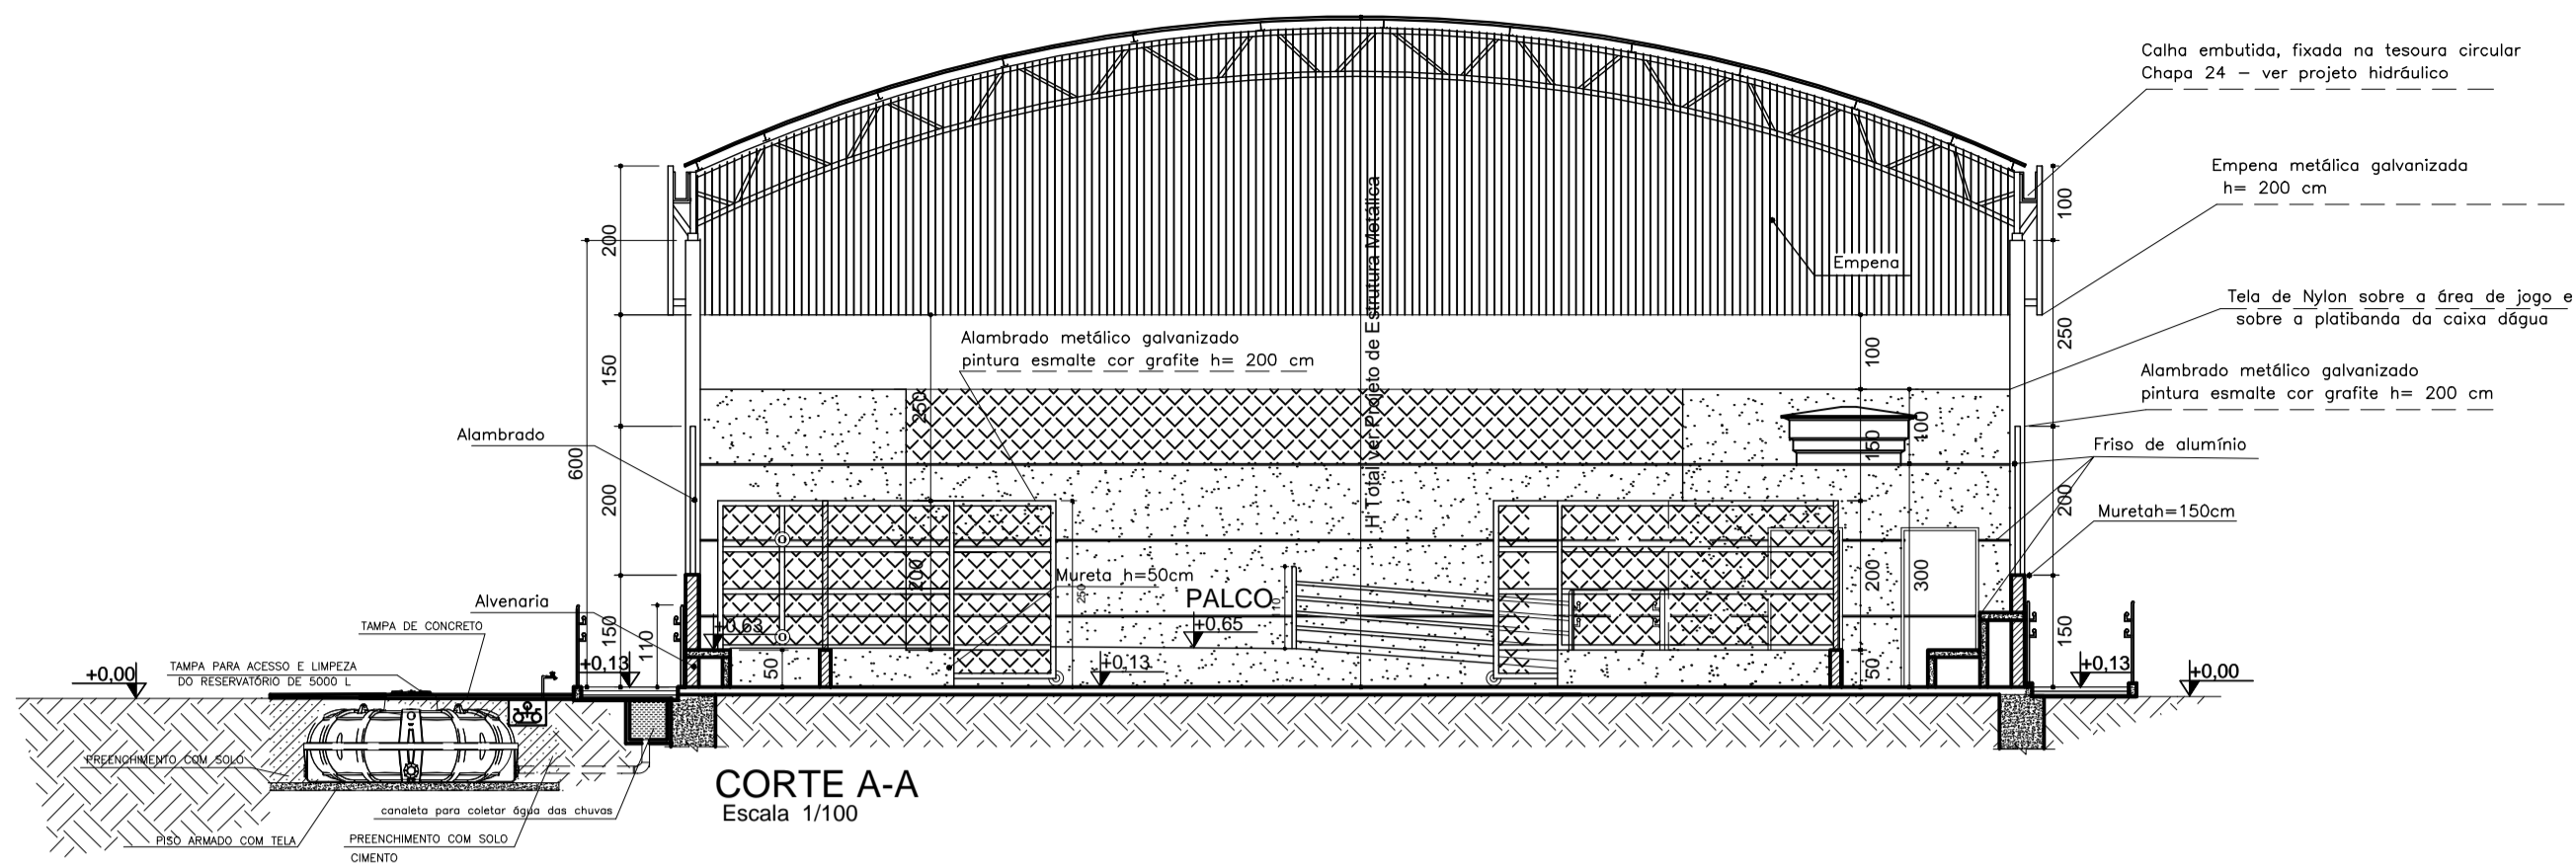 Calha embutida, fixada na tesoura circular
Chapa 24 – ver projeto hidráulico
Empena metálica galvanizada
h= 200 cm
Tela de Nylon sobre a área de jogo e
sobre a platibanda da caixa dágua
Alambrado metálico galvanizado
pintura esmalte cor grafite h= 200 cm
Friso de alumínio
Muretah=150cm
100
250
200
150
+0,13
+0,00
Empena
H Total ver Projeto de Estrutura Metálica
Alambrado metálico galvanizado
pintura esmalte cor grafite h= 200 cm
200
150
600
200
150
110
Alambrado
Alvenaria
250
200
250
Mureta h=50cm
PALCO
10
+0.65
+0.63
+0,13
50
+0,13
100
150
100
200
300
50
TAMPA DE CONCRETO
TAMPA PARA ACESSO E LIMPEZA
DO RESERVATÓRIO DE 5000 L
+0,00
PREENCHIMENTO COM SOLO
canaleta para coletar água das chuvas
PISO ARMADO COM TELA
PREENCHIMENTO COM SOLO
CIMENTO
CORTE A-A
Escala 1/100